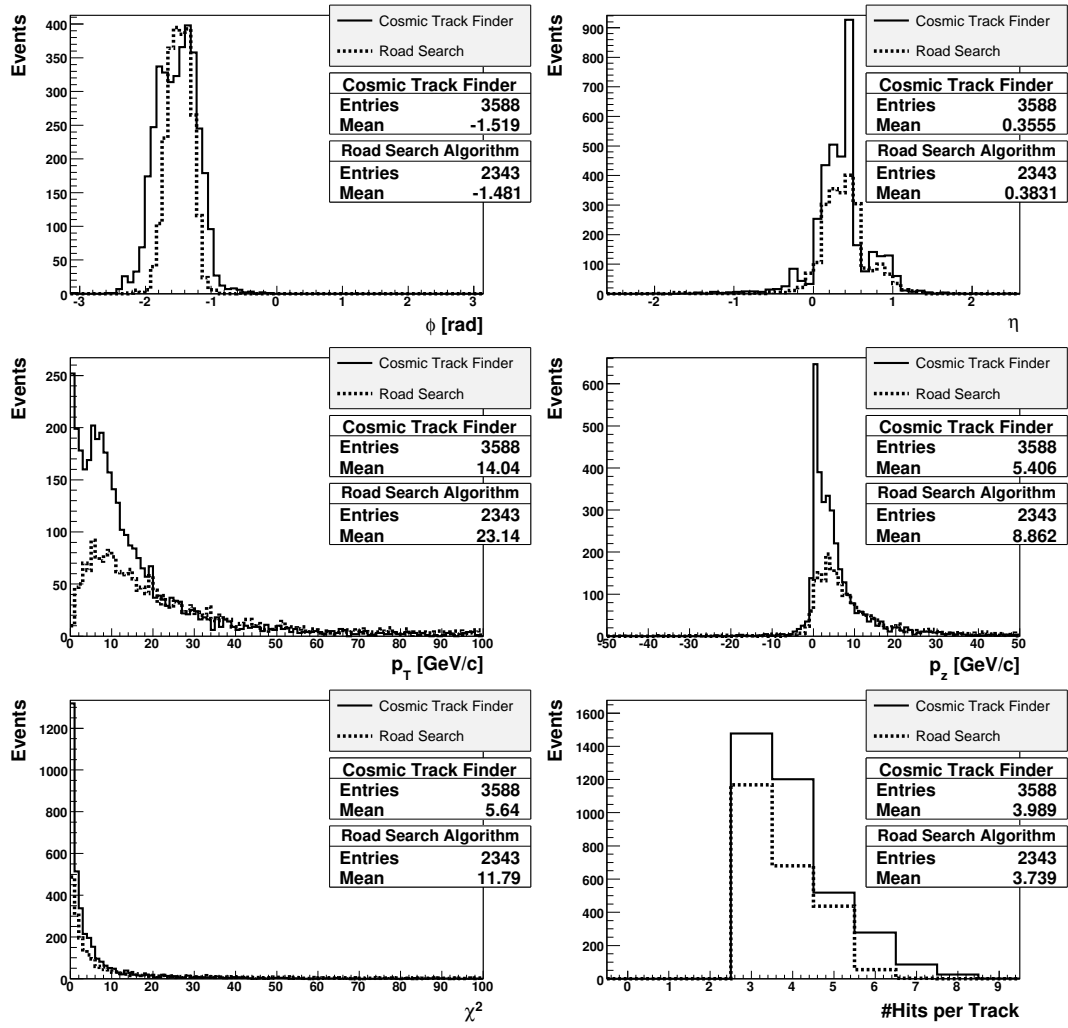 Events
400
350
300
250
200
150
100
50
0
-3 -2 -1 0 1 2 3
ϕ [rad]
Cosmic Track Finder
Road Search
Cosmic Track Finder
Entries 3588
Mean -1.519
Road Search Algorithm
Entries 2343
Mean -1.481
Events
900
800
700
600
500
400
300
200
100
0
-2 -1 0 1 2
η
Cosmic Track Finder
Road Search
Cosmic Track Finder
Entries 3588
Mean 0.3555
Road Search Algorithm
Entries 2343
Mean 0.3831
Events
250
200
150
100
50
0
0 10 20 30 40 50 60 70 80 90 100
p_T [GeV/c]
Cosmic Track Finder
Road Search
Cosmic Track Finder
Entries 3588
Mean 14.04
Road Search Algorithm
Entries 2343
Mean 23.14
Events
600
500
400
300
200
100
0
-50 -40 -30 -20 -10 0 10 20 30 40 50
p_z [GeV/c]
Cosmic Track Finder
Road Search
Cosmic Track Finder
Entries 3588
Mean 5.406
Road Search Algorithm
Entries 2343
Mean 8.862
Events
1200
1000
800
600
400
200
0
0 10 20 30 40 50 60 70 80 90 100
χ²
Cosmic Track Finder
Road Search
Cosmic Track Finder
Entries 3588
Mean 5.64
Road Search Algorithm
Entries 2343
Mean 11.79
Events
1600
1400
1200
1000
800
600
400
200
0
0 1 2 3 4 5 6 7 8 9
#Hits per Track
Cosmic Track Finder
Road Search
Cosmic Track Finder
Entries 3588
Mean 3.989
Road Search Algorithm
Entries 2343
Mean 3.739